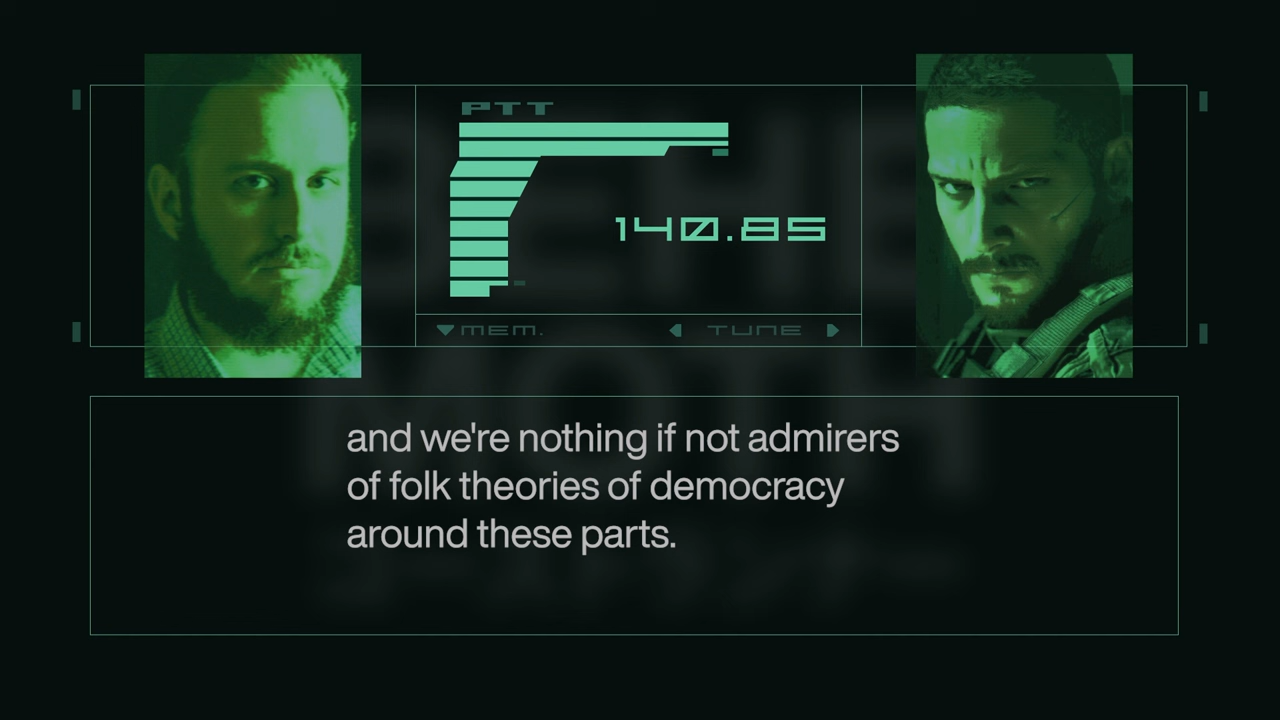 PTT
140.85
MEM.
TUNE
and we're nothing if not admirers
of folk theories of democracy
around these parts.